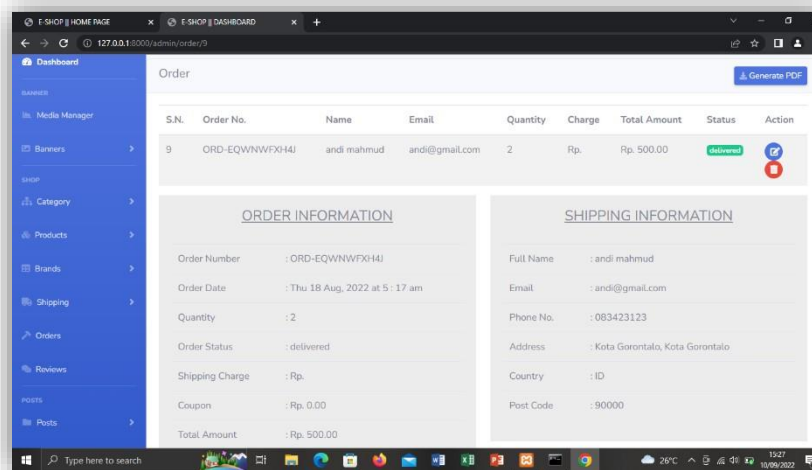 E-SHOP || HOME PAGE
E-SHOP || DASHBOARD
127.0.0.1:8000/admin/order/9
Dashboard
BANNER
Media Manager
Banners
SHOP
Category
Products
Brands
Shipping
Orders
Reviews
POSTS
Posts
Order
Generate PDF
S.N. Order No. Name Email Quantity Charge Total Amount Status Action
9 ORD-EQWNWFXH4J andi mahmud andi@gmail.com 2 Rp. Rp. 500.00 delivered
ORDER INFORMATION
Order Number : ORD-EQWNWFXH4J
Order Date : Thu 18 Aug, 2022 at 5 : 17 am
Quantity : 2
Order Status : delivered
Shipping Charge : Rp.
Coupon : Rp. 0.00
Total Amount : Rp. 500.00
SHIPPING INFORMATION
Full Name : andi mahmud
Email : andi@gmail.com
Phone No. : 083423123
Address : Kota Gorontalo, Kota Gorontalo
Country : ID
Post Code : 90000
Type here to search
26°C
15:27
10/09/2022